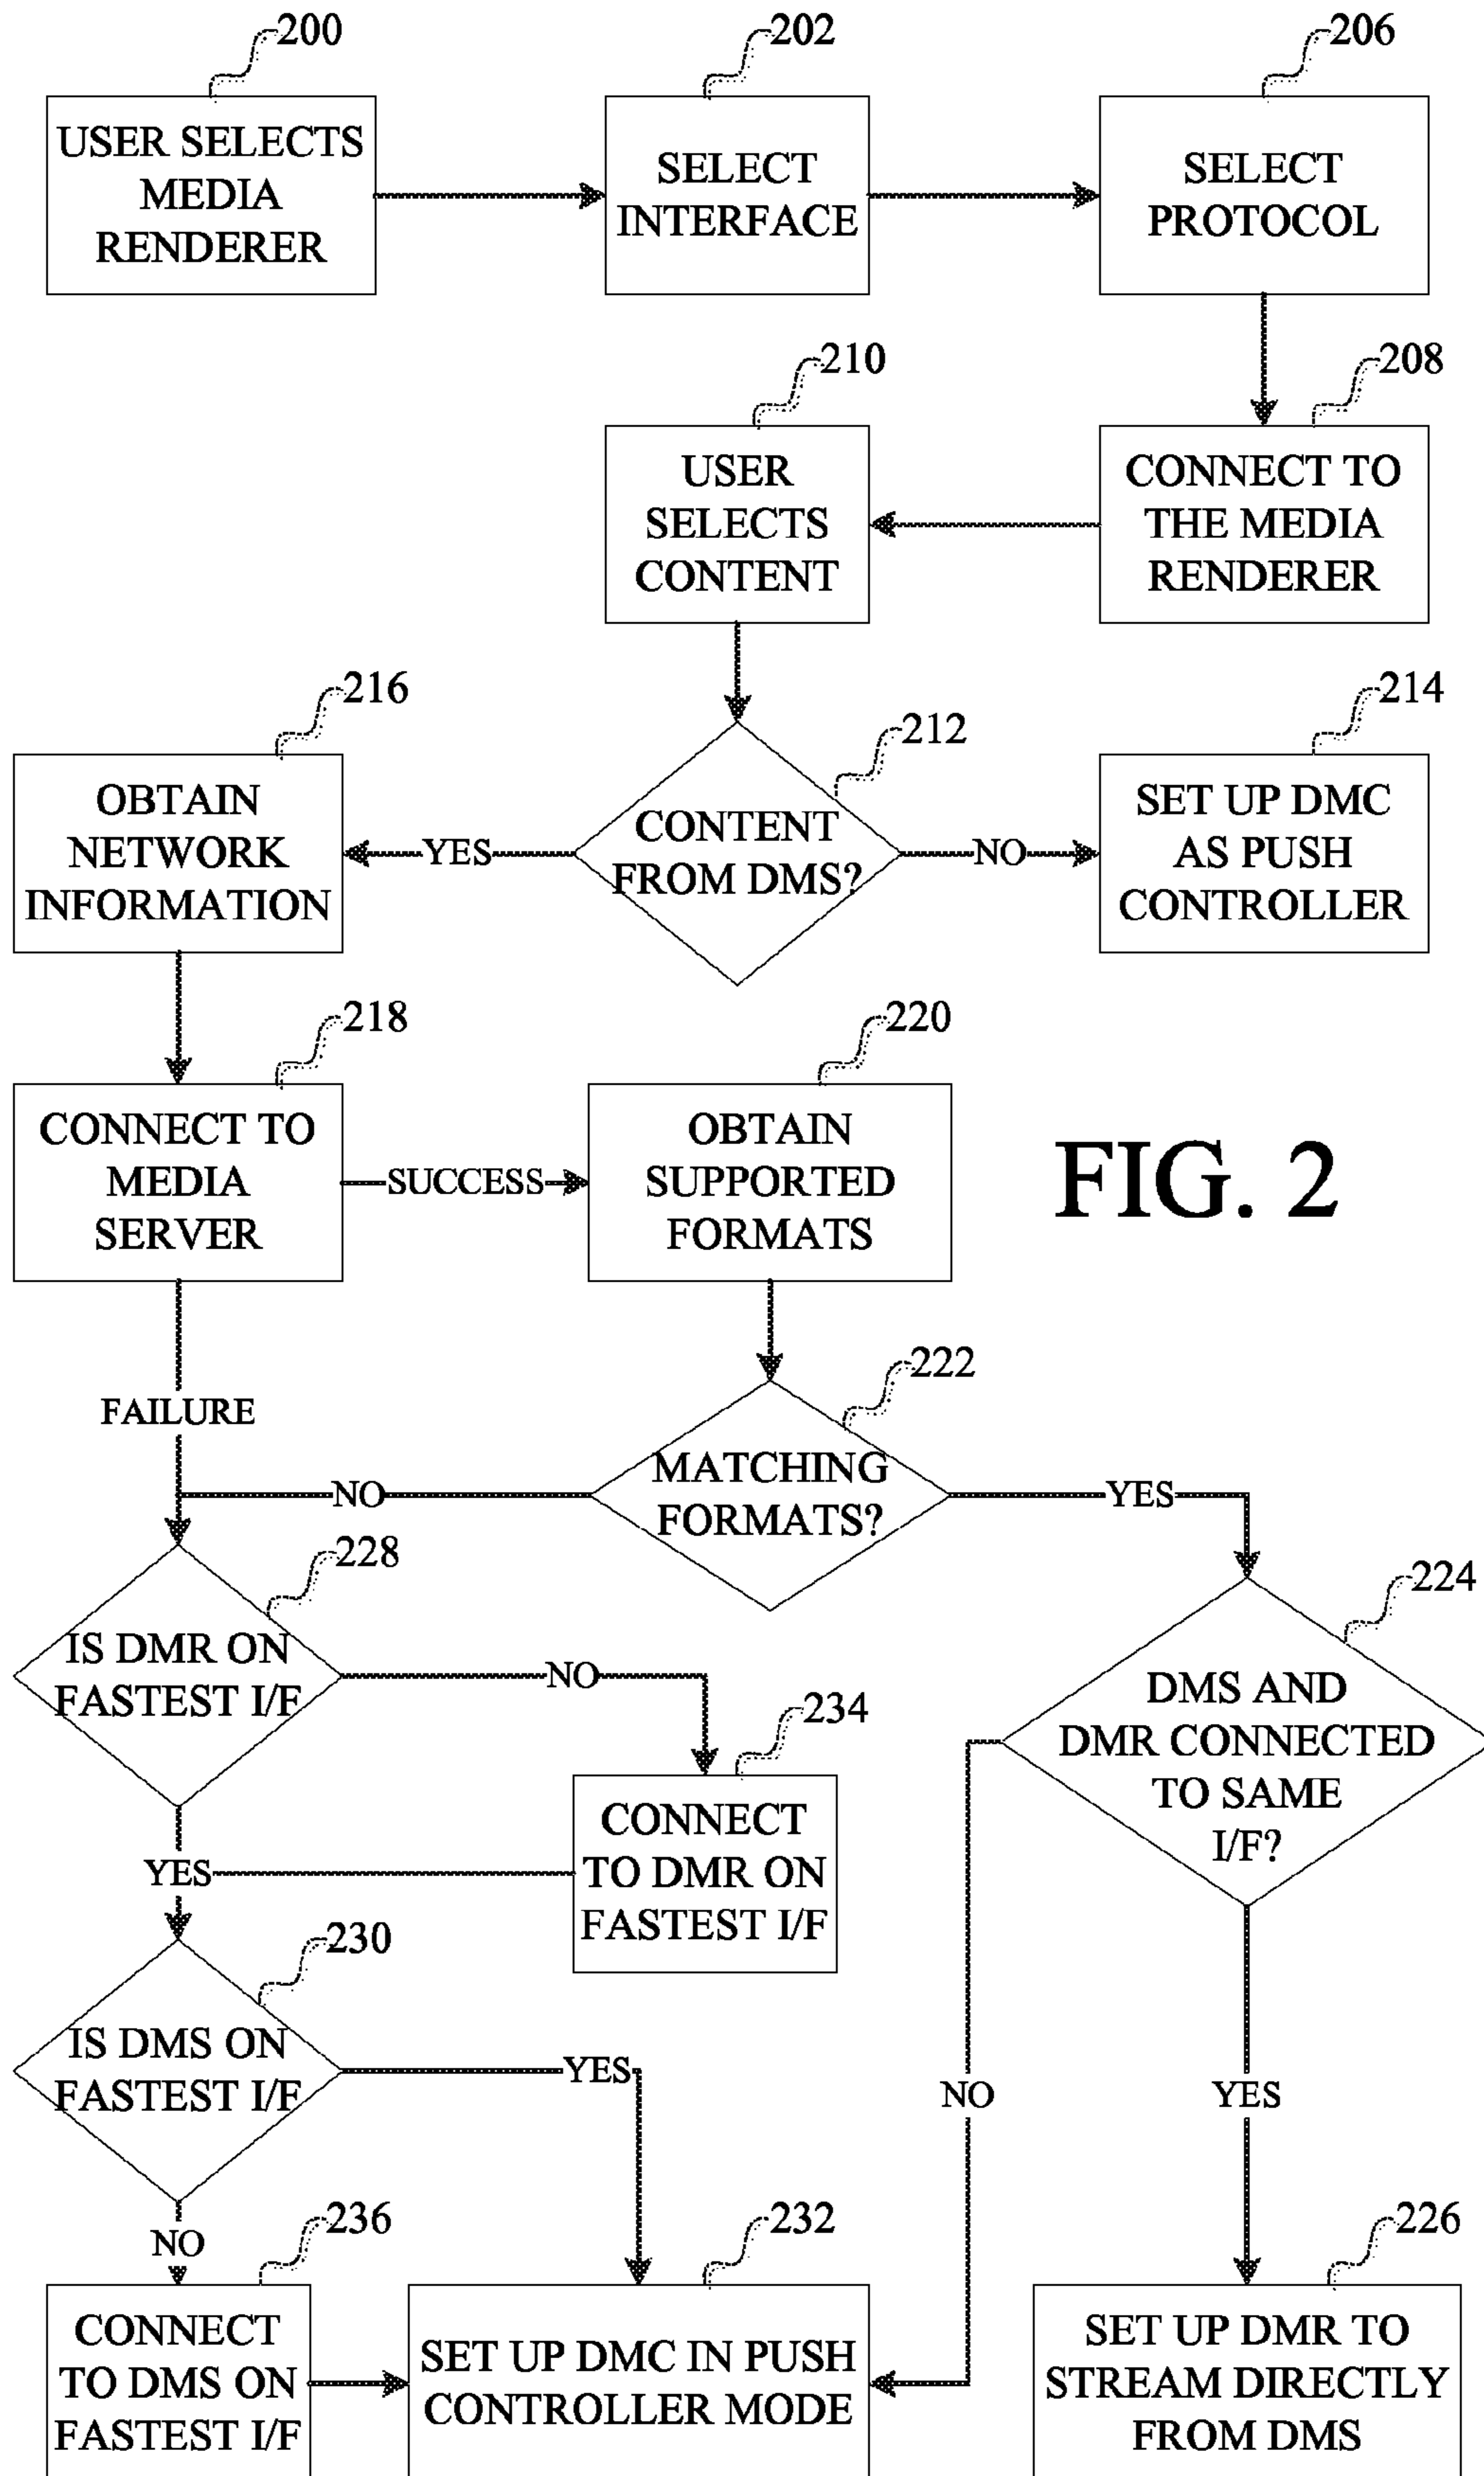 200
USER SELECTS
MEDIA
RENDERER
202
SELECT
INTERFACE
206
SELECT
PROTOCOL
208
CONNECT TO
THE MEDIA
RENDERER
210
USER
SELECTS
CONTENT
212
CONTENT
FROM DMS?
NO
214
SET UP DMC
AS PUSH
CONTROLLER
YES
216
OBTAIN
NETWORK
INFORMATION
218
CONNECT TO
MEDIA
SERVER
SUCCESS
220
OBTAIN
SUPPORTED
FORMATS
FIG. 2
FAILURE
222
MATCHING
FORMATS?
NO
YES
224
DMS AND
DMR CONNECTED
TO SAME
I/F?
228
IS DMR ON
FASTEST I/F
NO
234
CONNECT
TO DMR ON
FASTEST I/F
YES
230
IS DMS ON
FASTEST I/F
YES
NO
YES
NO
236
CONNECT
TO DMS ON
FASTEST I/F
232
SET UP DMC IN PUSH
CONTROLLER MODE
226
SET UP DMR TO
STREAM DIRECTLY
FROM DMS